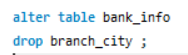 alter table bank_info
drop branch_city ;